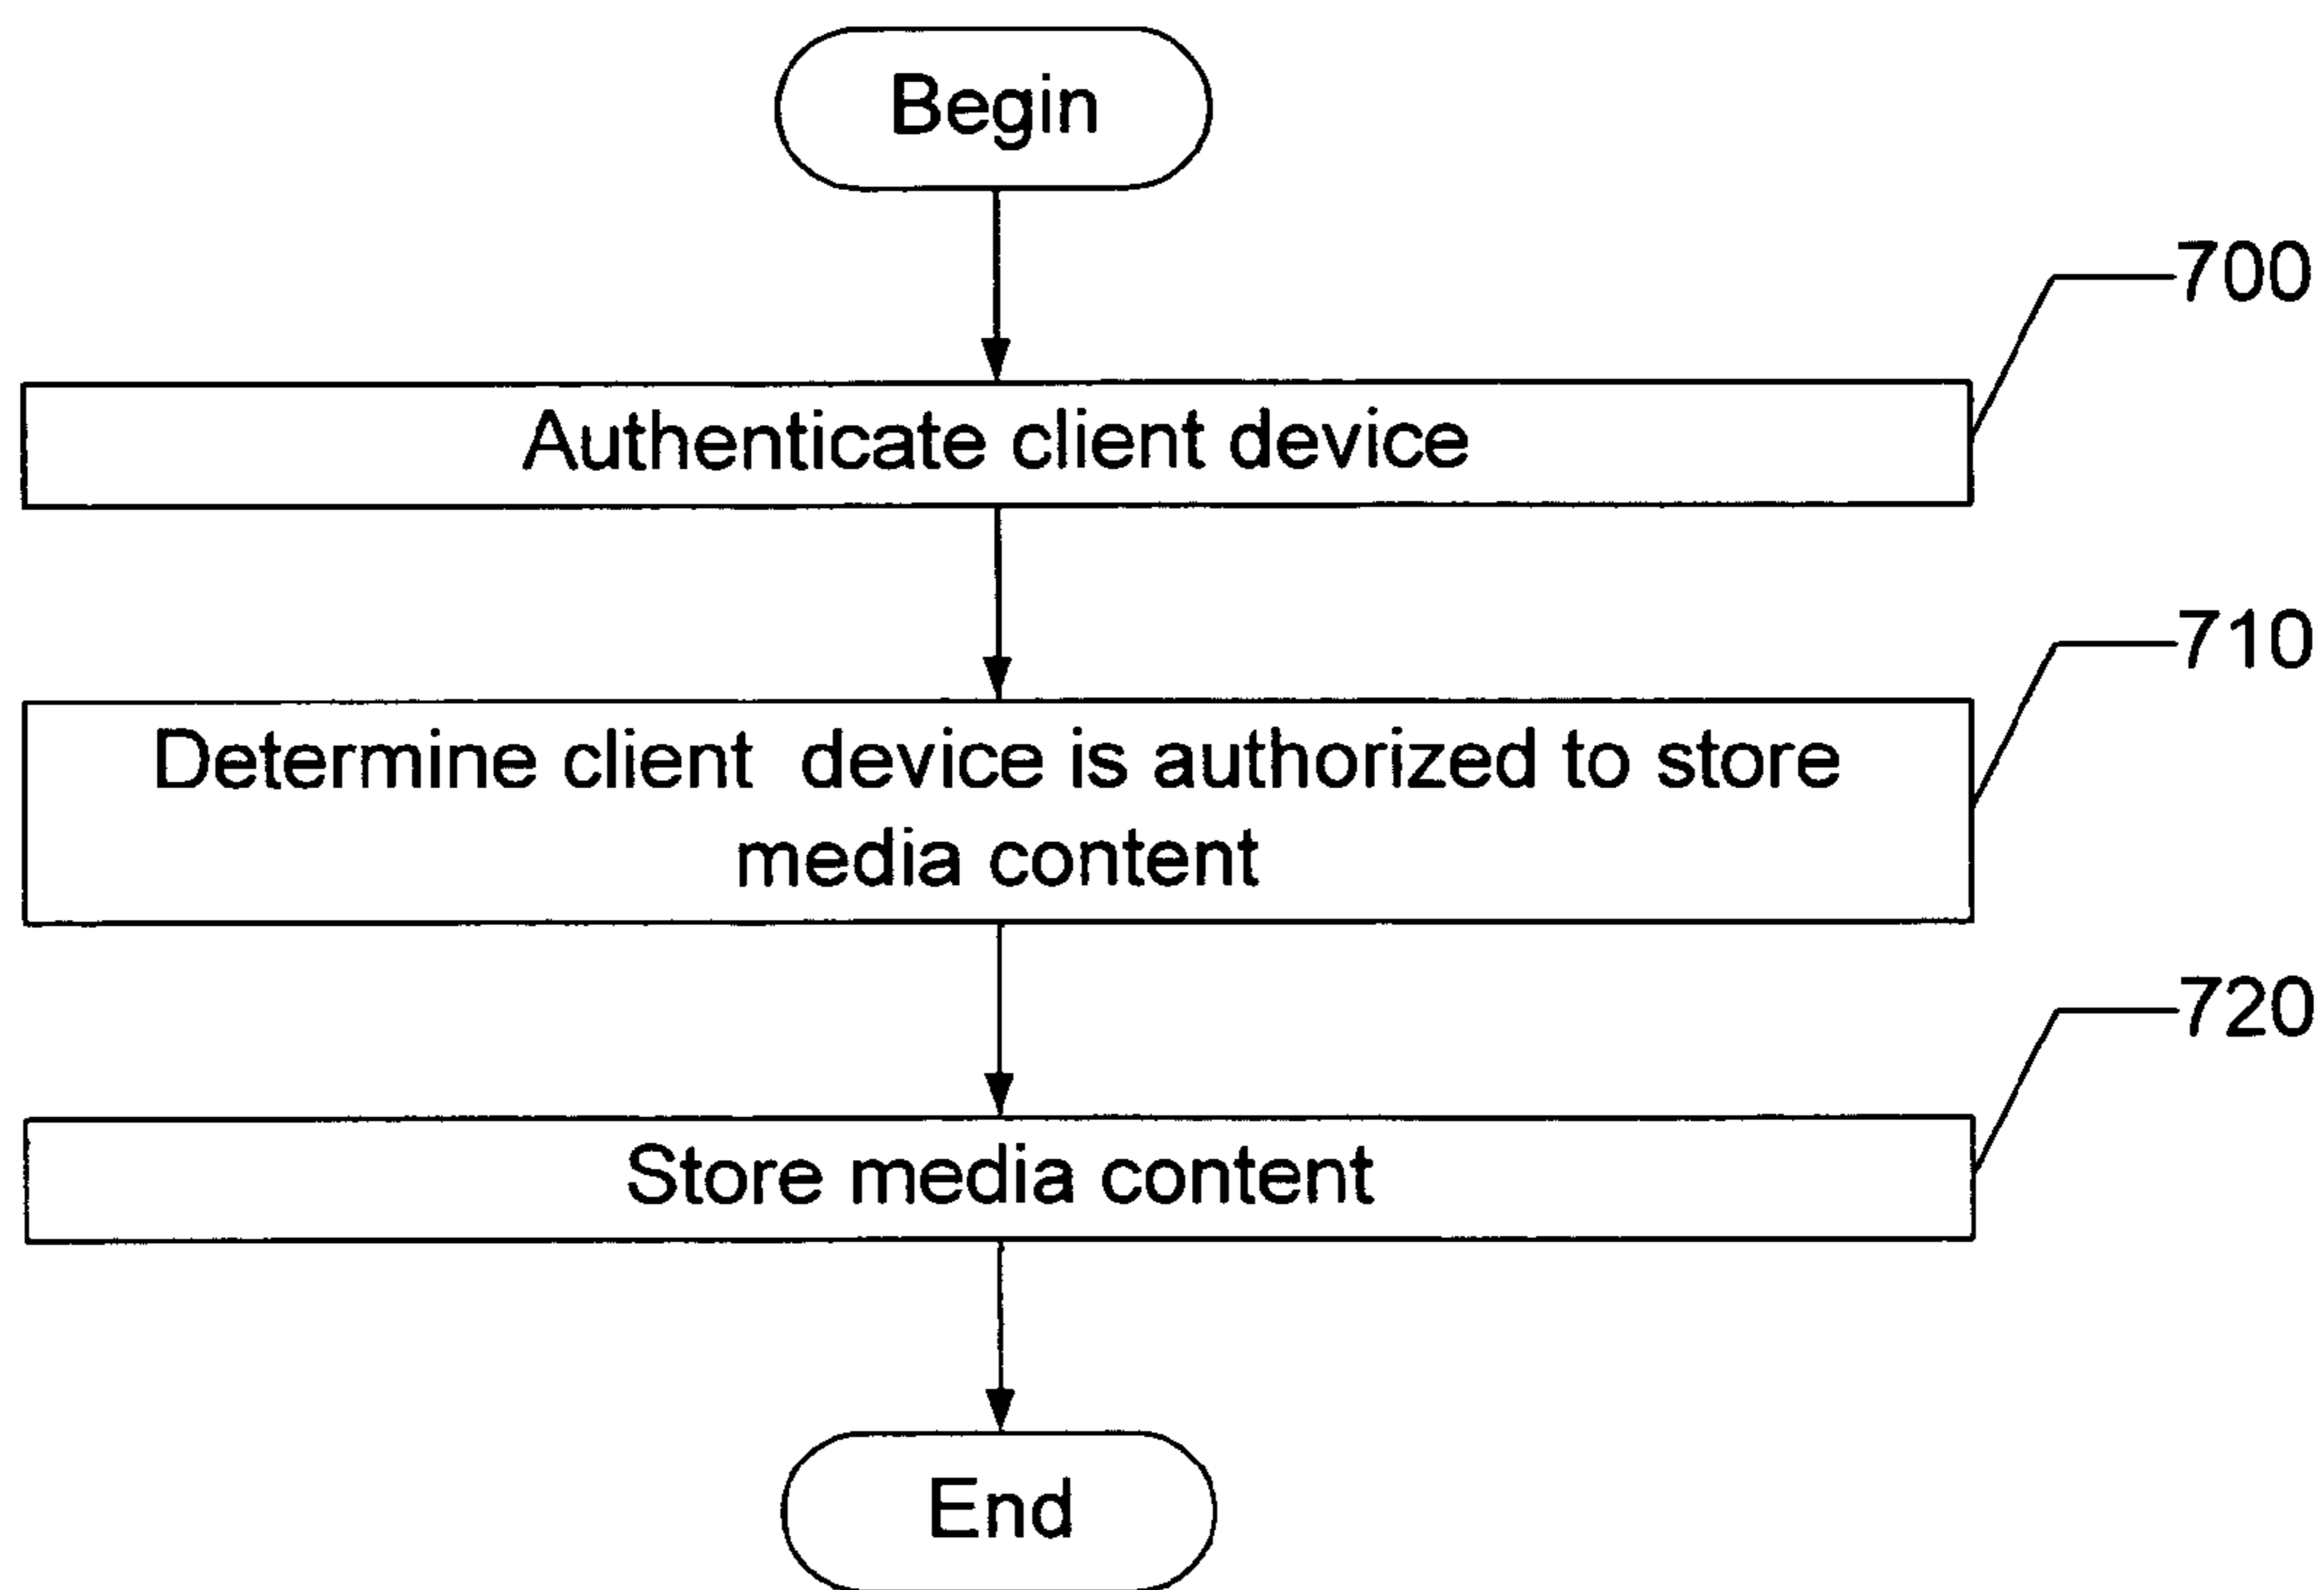 Begin
700
Authenticate client device
710
Determine client device is authorized to store
media content
720
Store media content
End